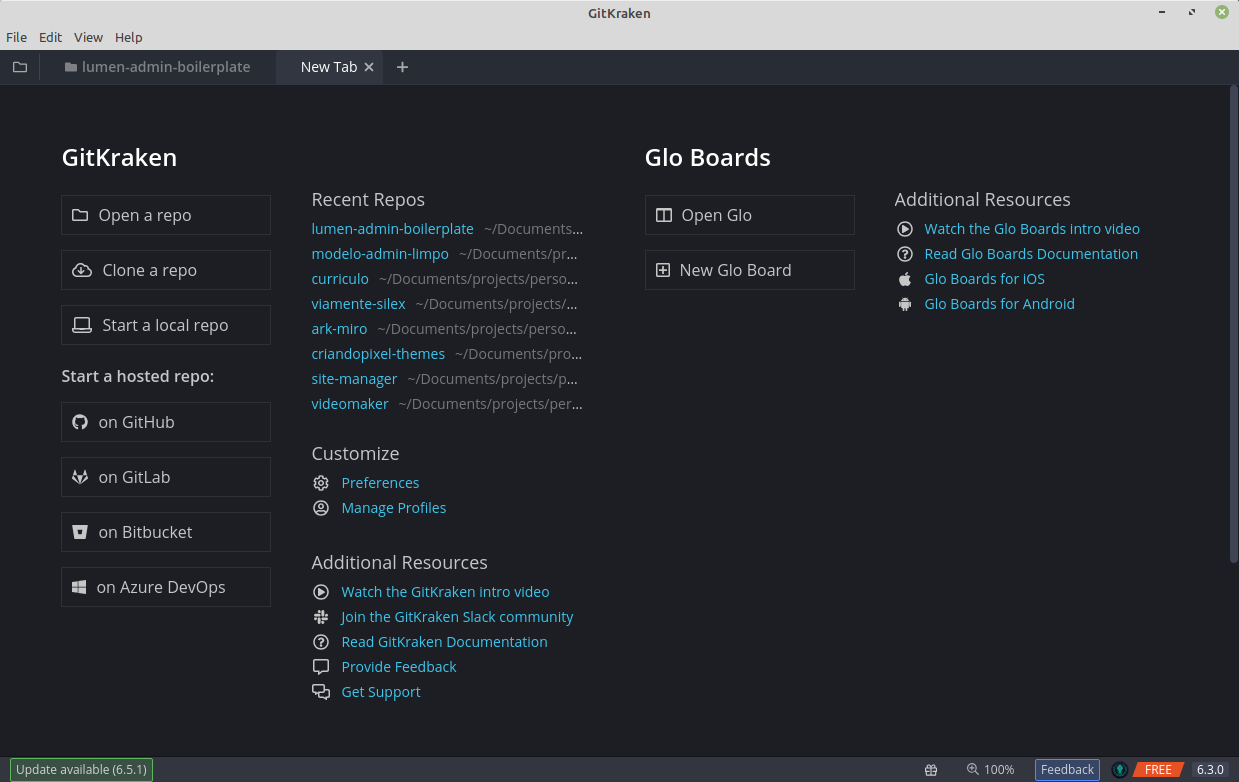 GitKraken
File Edit View Help
lumen-admin-boilerplate
New Tab
GitKraken
Open a repo
Clone a repo
Start a local repo
Start a hosted repo:
on GitHub
on GitLab
on Bitbucket
on Azure DevOps
Recent Repos
lumen-admin-boilerplate ~/Documents...
modelo-admin-limpo ~/Documents/pr...
curriculo ~/Documents/projects/perso...
viamente-silex ~/Documents/projects/...
ark-miro ~/Documents/projects/perso...
criandopixel-themes ~/Documents/pro...
site-manager ~/Documents/projects/p...
videomaker ~/Documents/projects/per...
Customize
Preferences
Manage Profiles
Additional Resources
Watch the GitKraken intro video
Join the GitKraken Slack community
Read GitKraken Documentation
Provide Feedback
Get Support
Glo Boards
Open Glo
New Glo Board
Additional Resources
Watch the Glo Boards intro video
Read Glo Boards Documentation
Glo Boards for iOS
Glo Boards for Android
Update available (6.5.1)
100%
Feedback
FREE
6.3.0